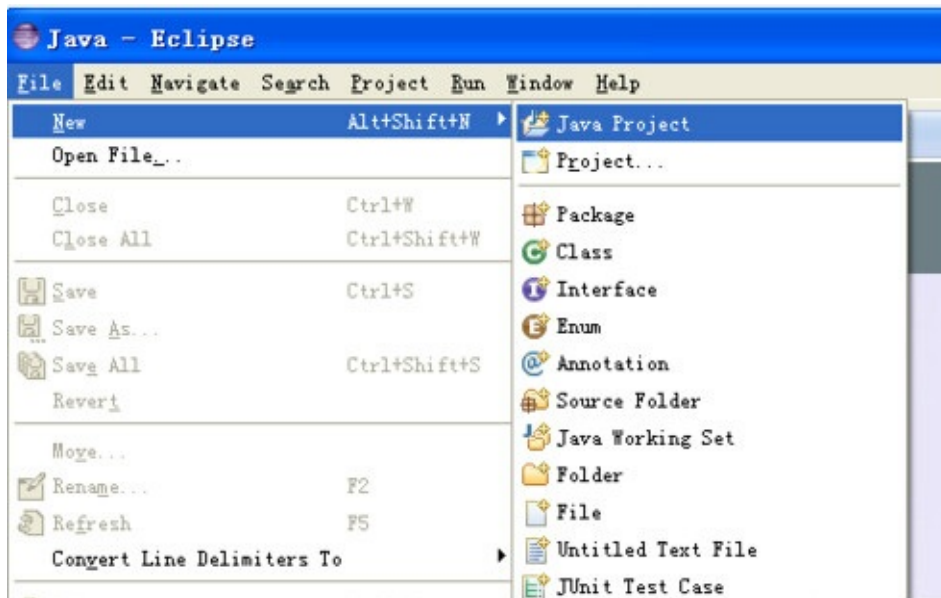 Java - Eclipse
File Edit Navigate Search Project Run Window Help
New Alt+Shift+N
Open File...
Close Ctrl+W
Close All Ctrl+Shift+W
Save Ctrl+S
Save As...
Save All Ctrl+Shift+S
Revert
Move...
Rename... F2
Refresh F5
Convert Line Delimiters To
Java Project
Project...
Package
Class
Interface
Enum
Annotation
Source Folder
Java Working Set
Folder
File
Untitled Text File
JUnit Test Case